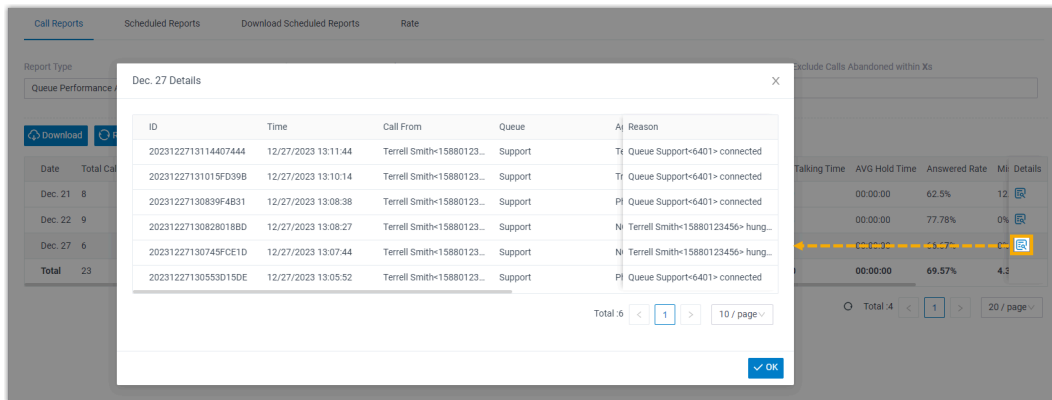 Call Reports Scheduled Reports Download Scheduled Reports Rate
Report Type Exclude Calls Abandoned within Xs
Queue Performance A
Dec. 27 Details
Download
ID Time Call From Queue Reason
2023122713114407444 12/27/2023 13:11:44 Terrell Smith<15880123... Support Te Queue Support<6401> connected
20231227131015FD39B 12/27/2023 13:10:14 Terrell Smith<15880123... Support Tr Queue Support<6401> connected
20231227130839F4B31 12/27/2023 13:08:38 Terrell Smith<15880123... Support Queue Support<6401> connected
20231227130828018BD 12/27/2023 13:08:27 Terrell Smith<15880123... Support Terrell Smith<15880123456> hung...
20231227130745FCE1D 12/27/2023 13:07:44 Terrell Smith<15880123... Support Terrell Smith<15880123456> hung...
20231227130553D15DE 12/27/2023 13:05:52 Terrell Smith<15880123... Support Queue Support<6401> connected
Date Total Cal Talking Time AVG Hold Time Answered Rate Mi Details
Dec. 21 8 00:00:00 62.5% 12.
Dec. 22 9 00:00:00 77.78% 0%
Dec. 27 6
Total 23 00:00:00 69.57% 4.3
Total :6 1 10 / page
Total :4 1 20 / page
OK